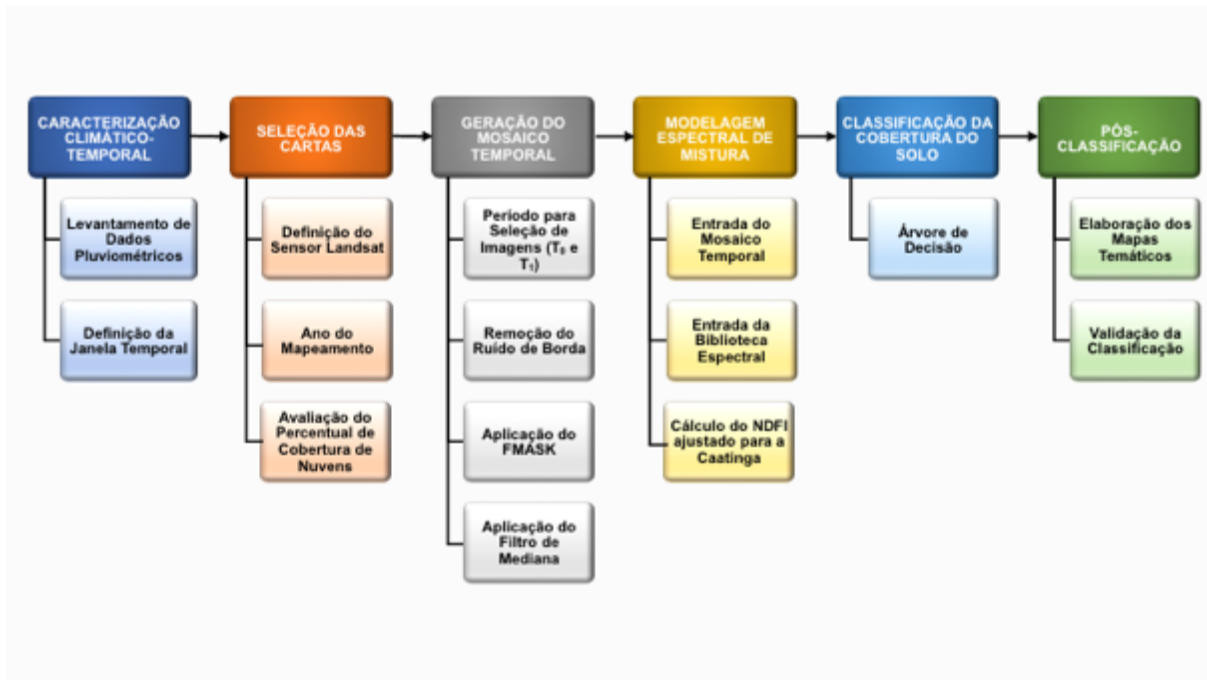 CARACTERIZAÇÃO
CLIMÁTICO-
TEMPORAL
Levantamento de
Dados
Pluviométricos
Definição da
Janela Temporal
SELEÇÃO DAS
CARTAS
Definição do
Sensor Landsat
Ano do
Mapeamento
Avaliação do
Percentual de
Cobertura de
Nuvens
GERAÇÃO DO
MOSAICO
TEMPORAL
Período para
Seleção de
Imagens (T₀ e
T₁)
Remoção do
Ruído de Borda
Aplicação do
FMASK
Aplicação do
Filtro de
Mediana
MODELAGEM
ESPECTRAL DE
MISTURA
Entrada do
Mosaico
Temporal
Entrada da
Biblioteca
Espectral
Cálculo do NDFI
ajustado para a
Caatinga
CLASSIFICAÇÃO DA
COBERTURA DO
SOLO
Árvore de
Decisão
PÓS-
CLASSIFICAÇÃO
Elaboração dos
Mapas
Temáticos
Validação da
Classificação